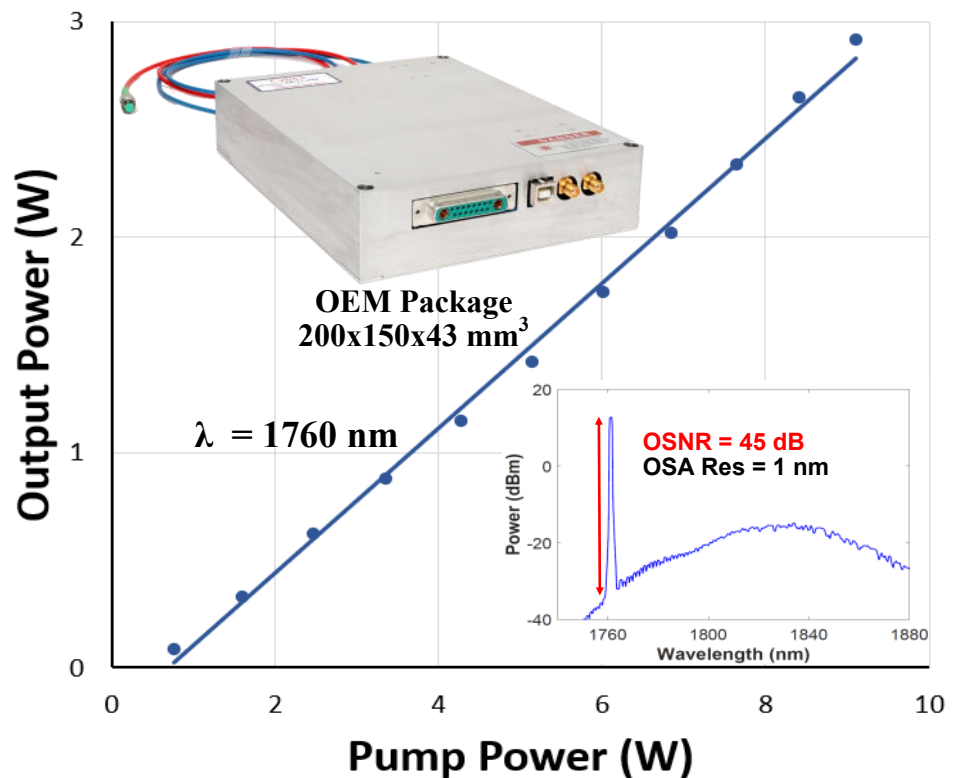 3
2
1
0
Output Power (W)
0 2 4 6 8 10
Pump Power (W)
OEM Package
200x150x43 mm³
λ = 1760 nm
20
0
-20
-40
Power (dBm)
OSNR = 45 dB
OSA Res = 1 nm
1760 1800 1840 1880
Wavelength (nm)
DANGER